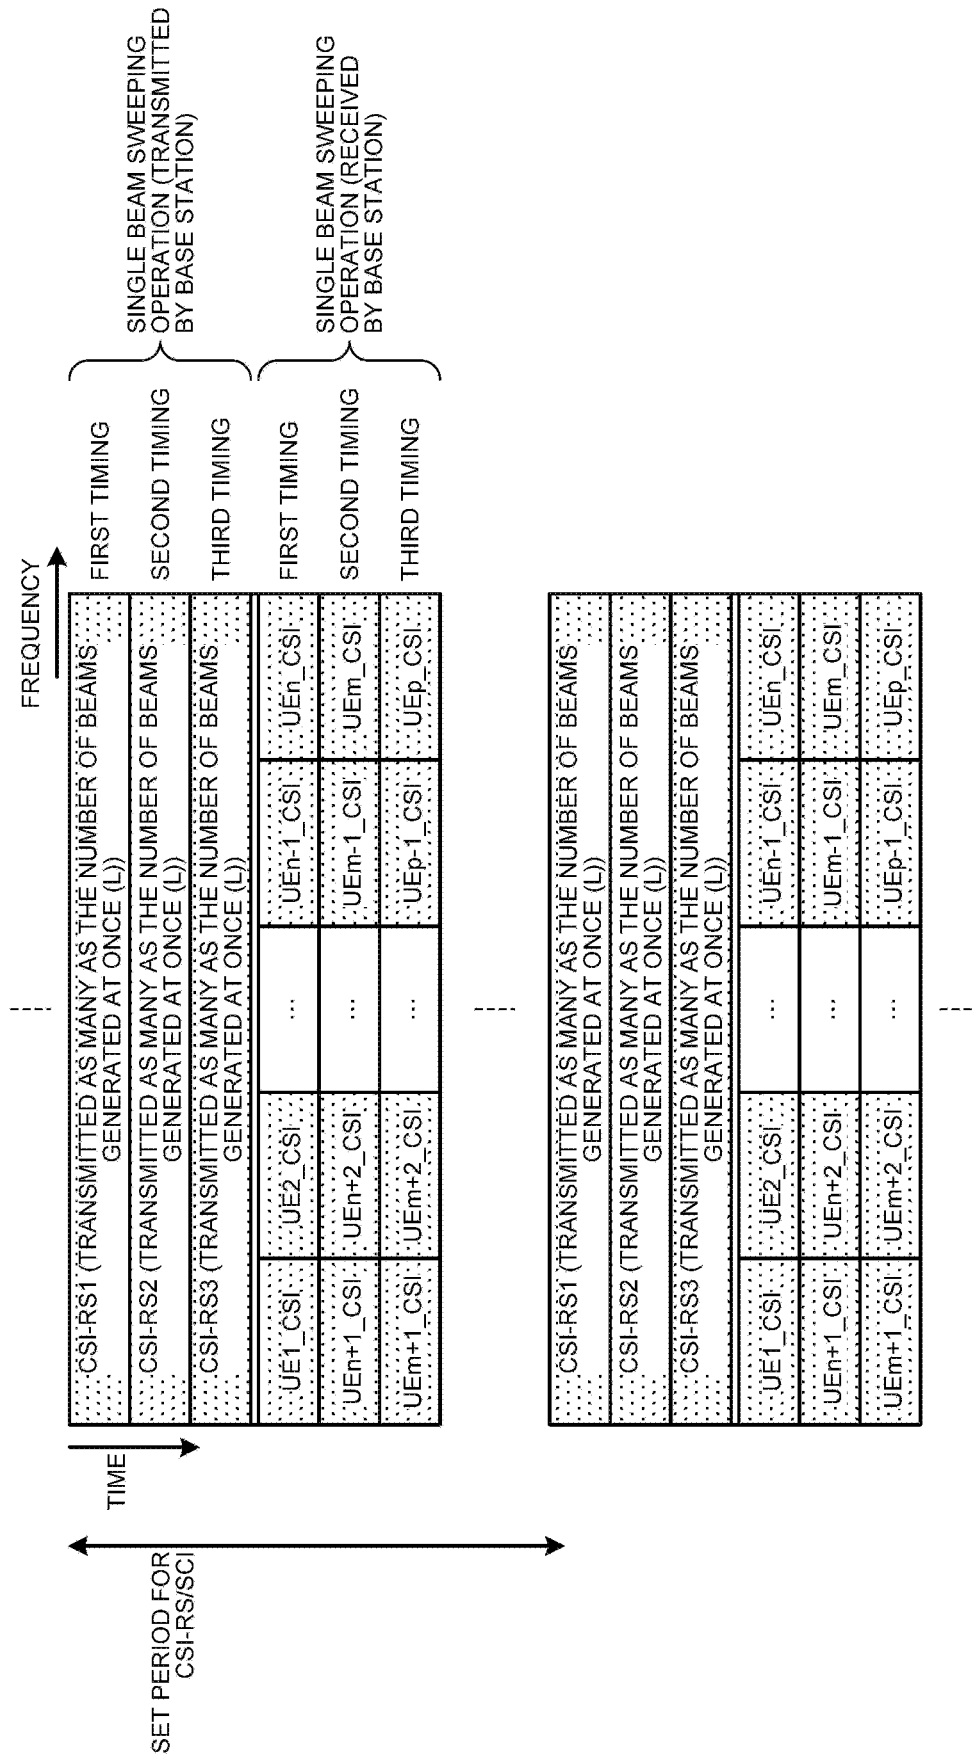 FREQUENCY
TIME
SET PERIOD FOR
CSI-RS/SCI
CSI-RS1 (TRANSMITTED AS MANY AS THE NUMBER OF BEAMS
GENERATED AT ONCE (L))
FIRST TIMING
CSI-RS2 (TRANSMITTED AS MANY AS THE NUMBER OF BEAMS
GENERATED AT ONCE (L))
SECOND TIMING
CSI-RS3 (TRANSMITTED AS MANY AS THE NUMBER OF BEAMS
GENERATED AT ONCE (L))
THIRD TIMING
SINGLE BEAM SWEEPING
OPERATION (TRANSMITTED
BY BASE STATION)
UE1_CSI UE2_CSI ... UEn-1_CSI UEn_CSI FIRST TIMING
UEn+1_CSI UEn+2_CSI ... UEm-1_CSI UEm_CSI SECOND TIMING
UEm+1_CSI UEm+2_CSI ... UEp-1_CSI UEp_CSI THIRD TIMING
SINGLE BEAM SWEEPING
OPERATION (RECEIVED
BY BASE STATION)
CSI-RS1 (TRANSMITTED AS MANY AS THE NUMBER OF BEAMS
GENERATED AT ONCE (L))
CSI-RS2 (TRANSMITTED AS MANY AS THE NUMBER OF BEAMS
GENERATED AT ONCE (L))
CSI-RS3 (TRANSMITTED AS MANY AS THE NUMBER OF BEAMS
GENERATED AT ONCE (L))
UE1_CSI UE2_CSI ... UEn-1_CSI UEn_CSI
UEn+1_CSI UEn+2_CSI ... UEm-1_CSI UEm_CSI
UEm+1_CSI UEm+2_CSI ... UEp-1_CSI UEp_CSI